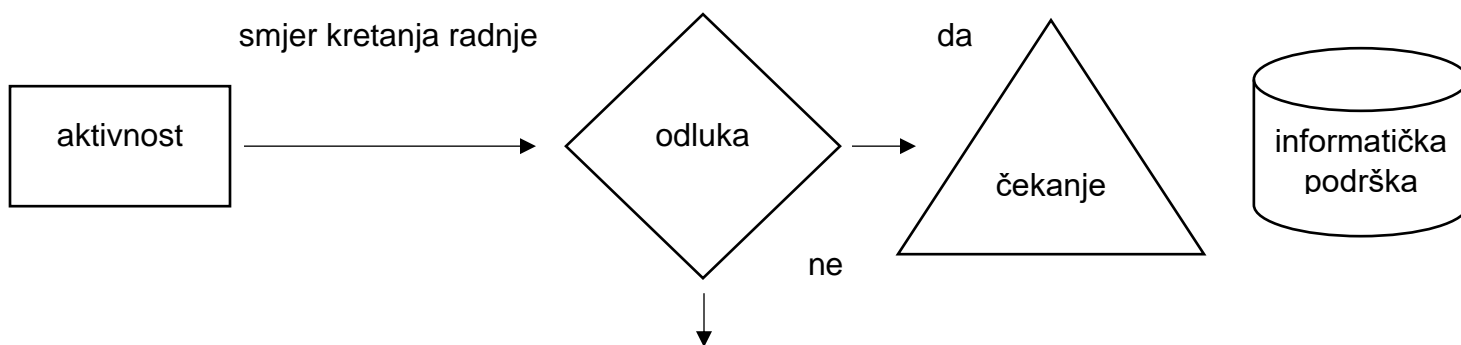 smjer kretanja radnje
da
aktivnost
odluka
čekanje
informatička
podrška
ne